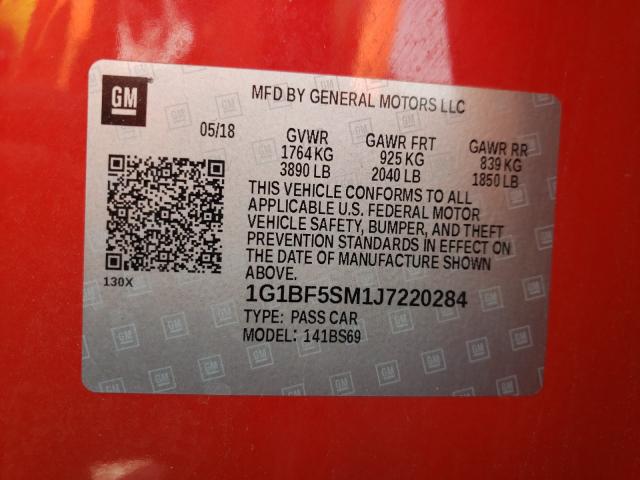 GM
MFD BY GENERAL MOTORS LLC
05/18
GVWR GAWR FRT GAWR RR
1764 KG 925 KG 839 KG
3890 LB 2040 LB 1850 LB
THIS VEHICLE CONFORMS TO ALL
APPLICABLE U.S. FEDERAL MOTOR
VEHICLE SAFETY, BUMPER, AND THEFT
PREVENTION STANDARDS IN EFFECT ON
THE DATE OF MANUFACTURE SHOWN
ABOVE.
130X
1G1BF5SM1J7220284
TYPE: PASS CAR
MODEL: 141BS69